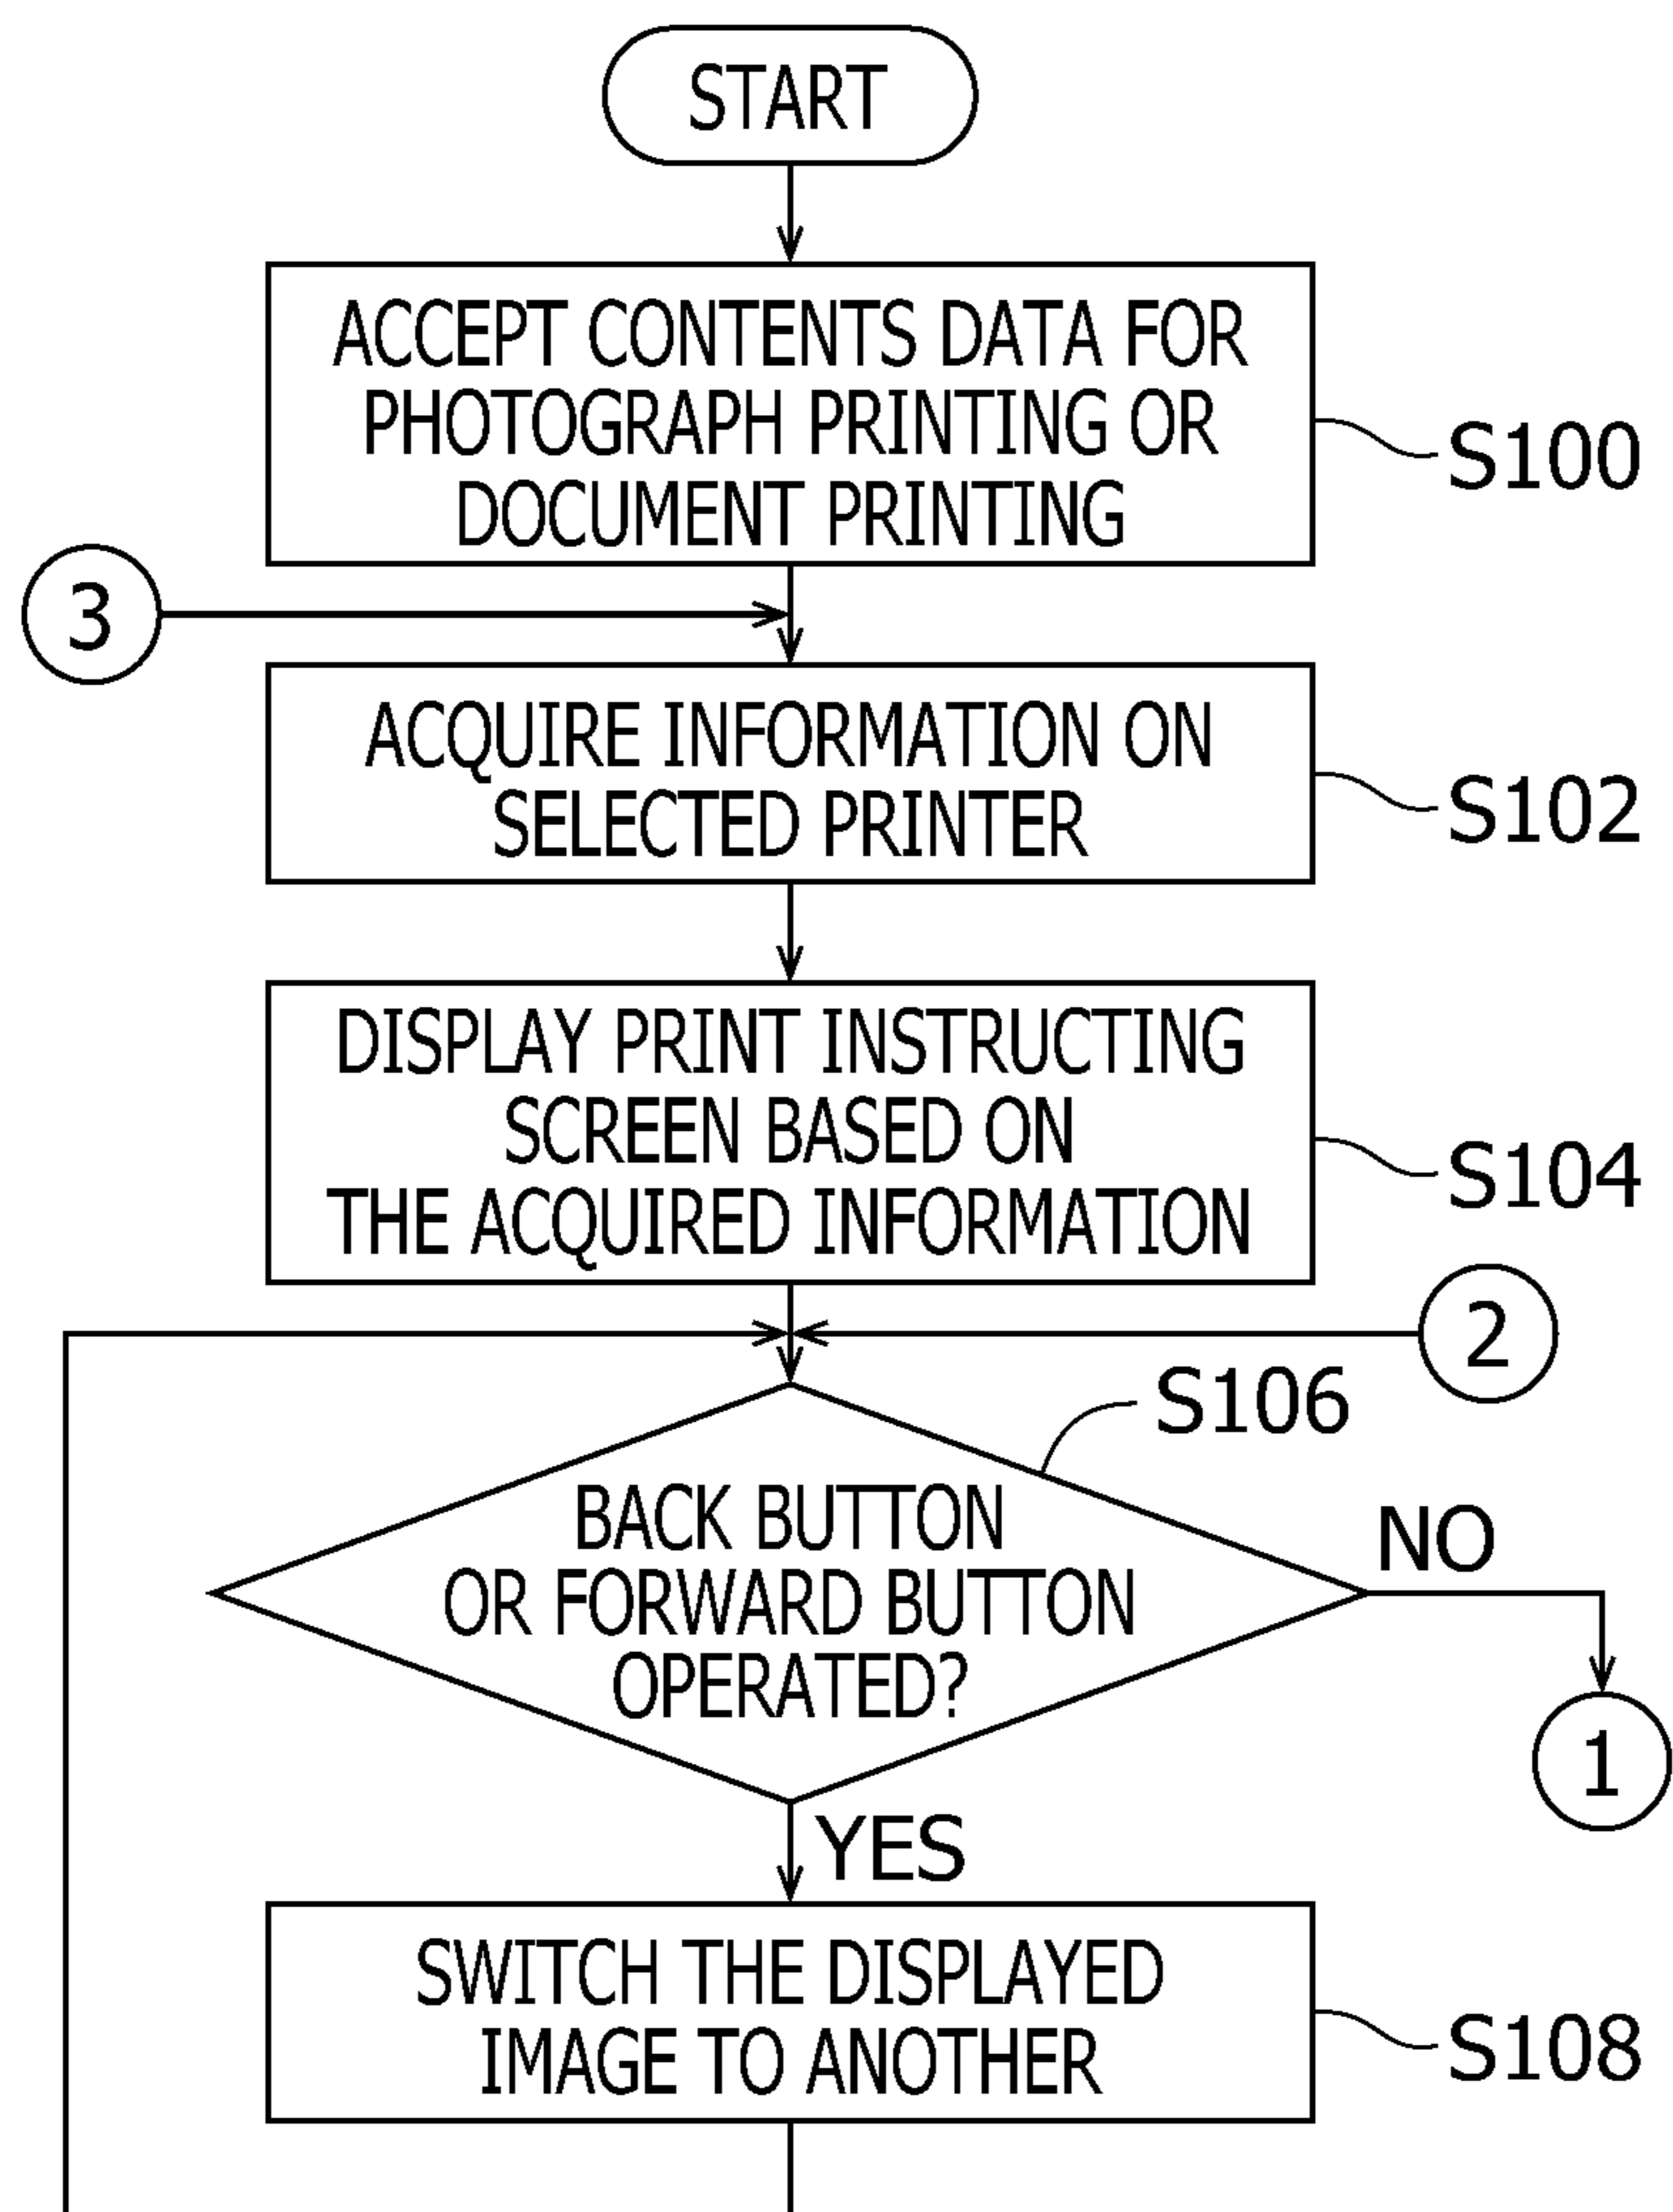 START
ACCEPT CONTENTS DATA FOR
PHOTOGRAPH PRINTING OR
DOCUMENT PRINTING
S100
3
ACQUIRE INFORMATION ON
SELECTED PRINTER
S102
DISPLAY PRINT INSTRUCTING
SCREEN BASED ON
THE ACQUIRED INFORMATION
S104
2
S106
BACK BUTTON
OR FORWARD BUTTON
OPERATED?
NO
1
YES
SWITCH THE DISPLAYED
IMAGE TO ANOTHER
S108